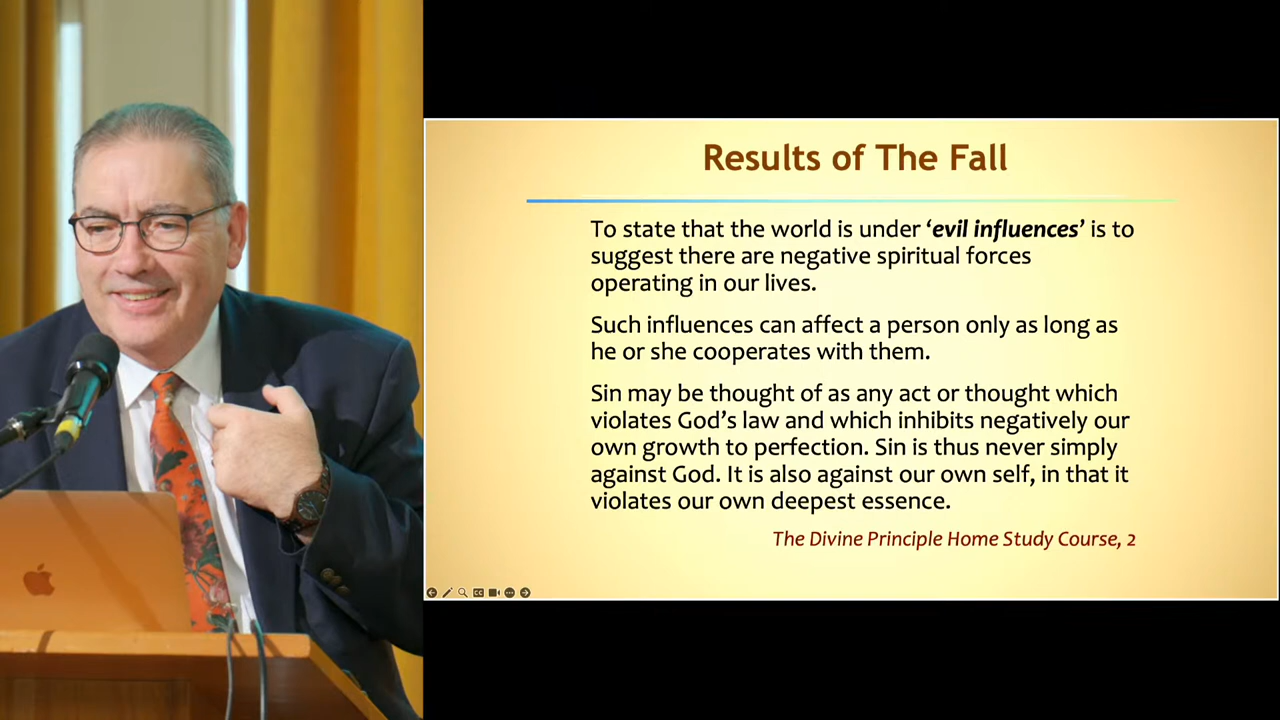 Results of The Fall
To state that the world is under ‘evil influences’ is to
suggest there are negative spiritual forces
operating in our lives.
Such influences can affect a person only as long as
he or she cooperates with them.
Sin may be thought of as any act or thought which
violates God’s law and which inhibits negatively our
own growth to perfection. Sin is thus never simply
against God. It is also against our own self, in that it
violates our own deepest essence.
The Divine Principle Home Study Course, 2
CC